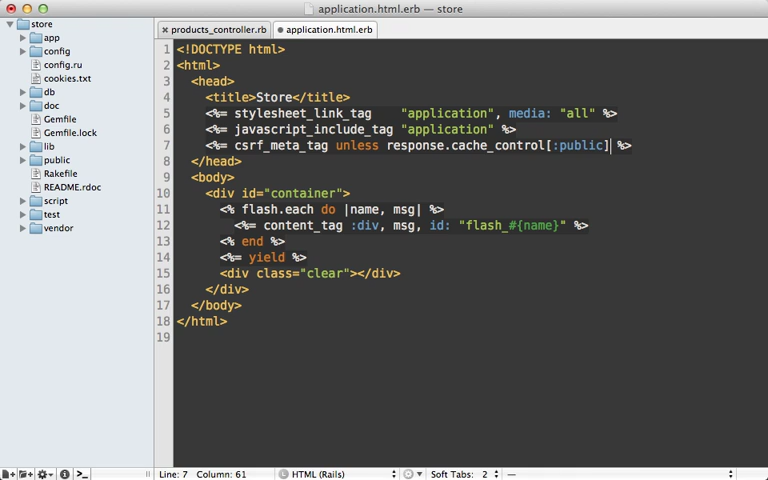 application.html.erb — store
store
app
config
config.ru
cookies.txt
db
doc
Gemfile
Gemfile.lock
lib
public
Rakefile
README.rdoc
script
test
vendor
products_controller.rb
application.html.erb
1 <!DOCTYPE html>
2 <html>
3 <head>
4 <title>Store</title>
5 <%= stylesheet_link_tag    "application", media: "all" %>
6 <%= javascript_include_tag "application" %>
7 <%= csrf_meta_tag unless response.cache_control[:public] %>
8 </head>
9 <body>
10 <div id="container">
11 <% flash.each do |name, msg| %>
12 <%= content_tag :div, msg, id: "flash_#{name}" %>
13 <% end %>
14 <%= yield %>
15 <div class="clear"></div>
16 </div>
17 </body>
18 </html>
19
Line: 7 Column: 61 L HTML (Rails) Soft Tabs: 2 —